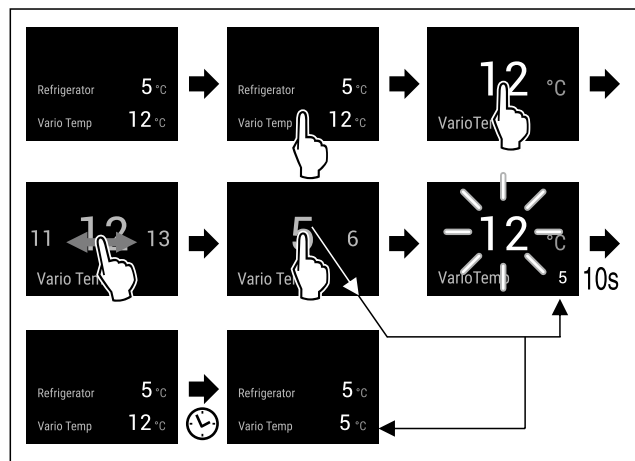 Refrigerator 5 °C
Vario Temp 12 °C
Refrigerator 5 °C
Vario Temp 12 °C
12 °C
VarioTemp
11 12 13
Vario Tem
5 6
Vario Tem
12 °C
VarioTemp 5
10s
Refrigerator 5 °C
Vario Temp 12 °C
Refrigerator 5 °C
Vario Temp 5 °C